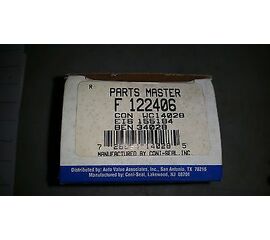 R
PARTS MASTER
F 122406
CON WC14028
EIS 155184
BEN 34028
MANUFACTURED BY CONI-SEAL, INC
Distributed by: Auto Value Associates, Inc., San Antonio, TX 78216
Manufactured by: Coni-Seal, Lakewood, NJ 08701